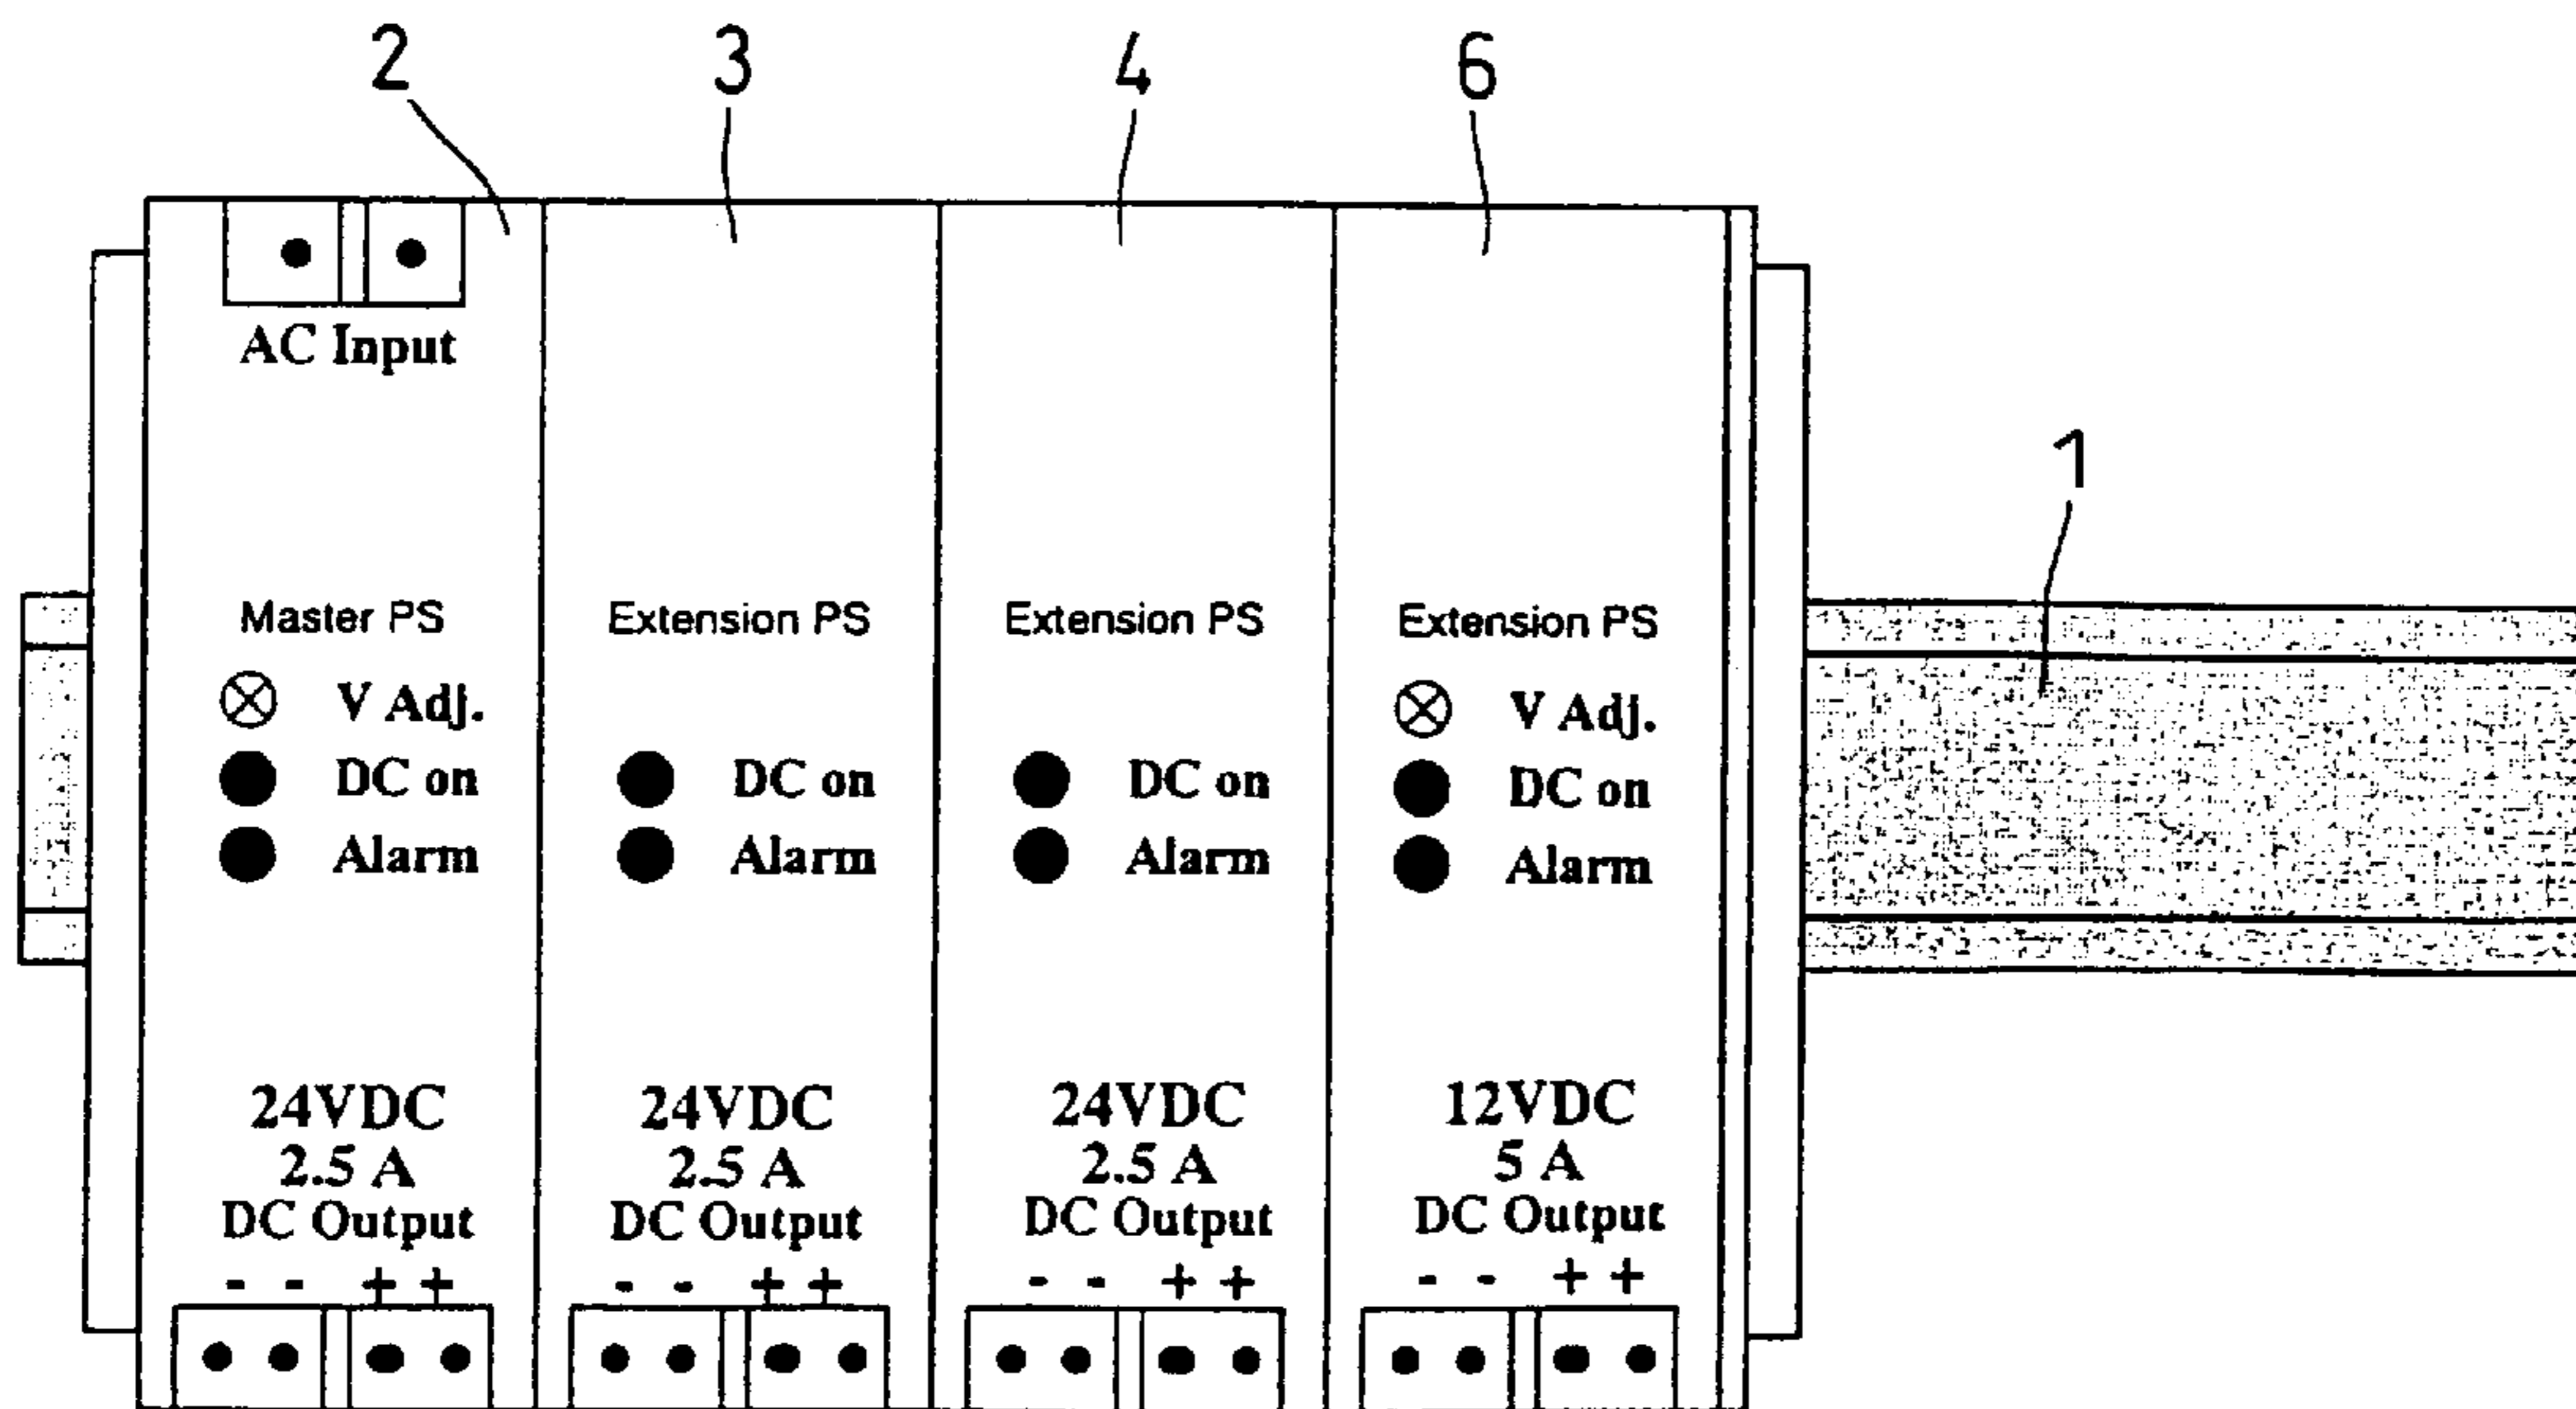 2 3 4 6
AC Input
1
Master PS Extension PS Extension PS Extension PS
V Adj. V Adj.
DC on DC on DC on DC on
Alarm Alarm Alarm Alarm
24VDC 24VDC 24VDC 12VDC
2.5 A 2.5 A 2.5 A 5 A
DC Output DC Output DC Output DC Output
- - + + - - + + - - + + - - + +